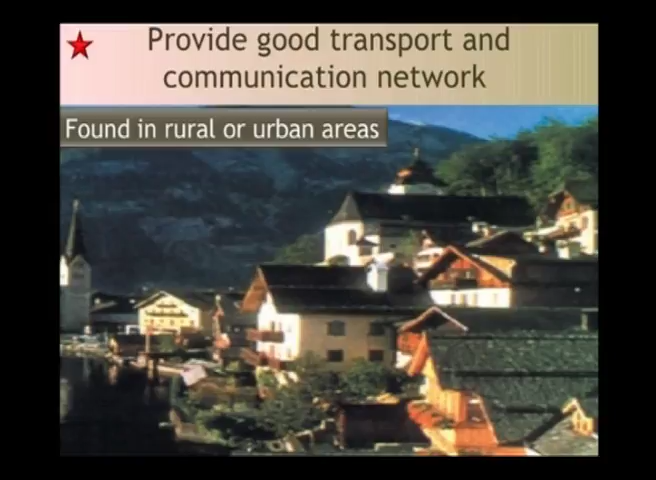 Provide good transport and
communication network
Found in rural or urban areas